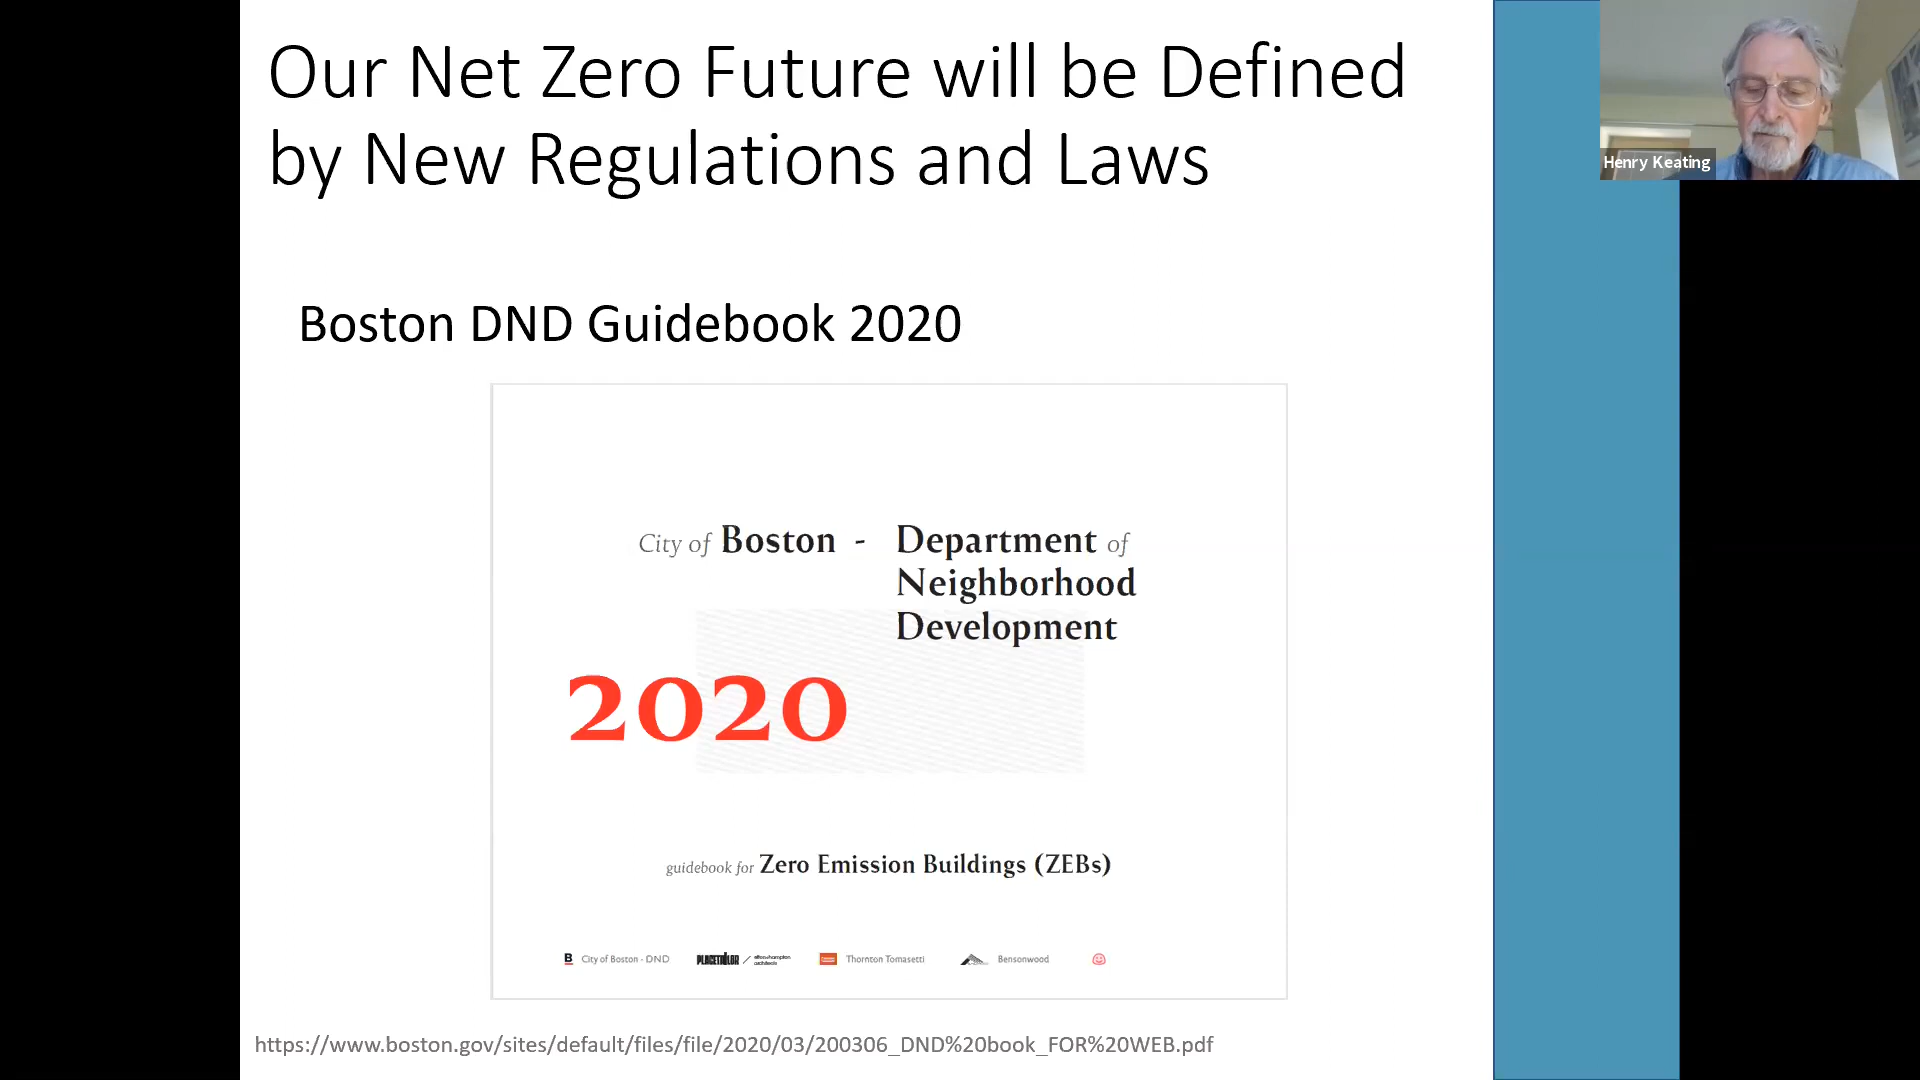 Our Net Zero Future will be Defined
by New Regulations and Laws
Henry Keating
Boston DND Guidebook 2020
City of Boston - Department of
Neighborhood
Development
2020
guidebook for Zero Emission Buildings (ZEBs)
B City of Boston - DND PLACETAILOR / Thornton Tomasetti Bensonwood
https://www.boston.gov/sites/default/files/file/2020/03/200306_DND%20book_FOR%20WEB.pdf